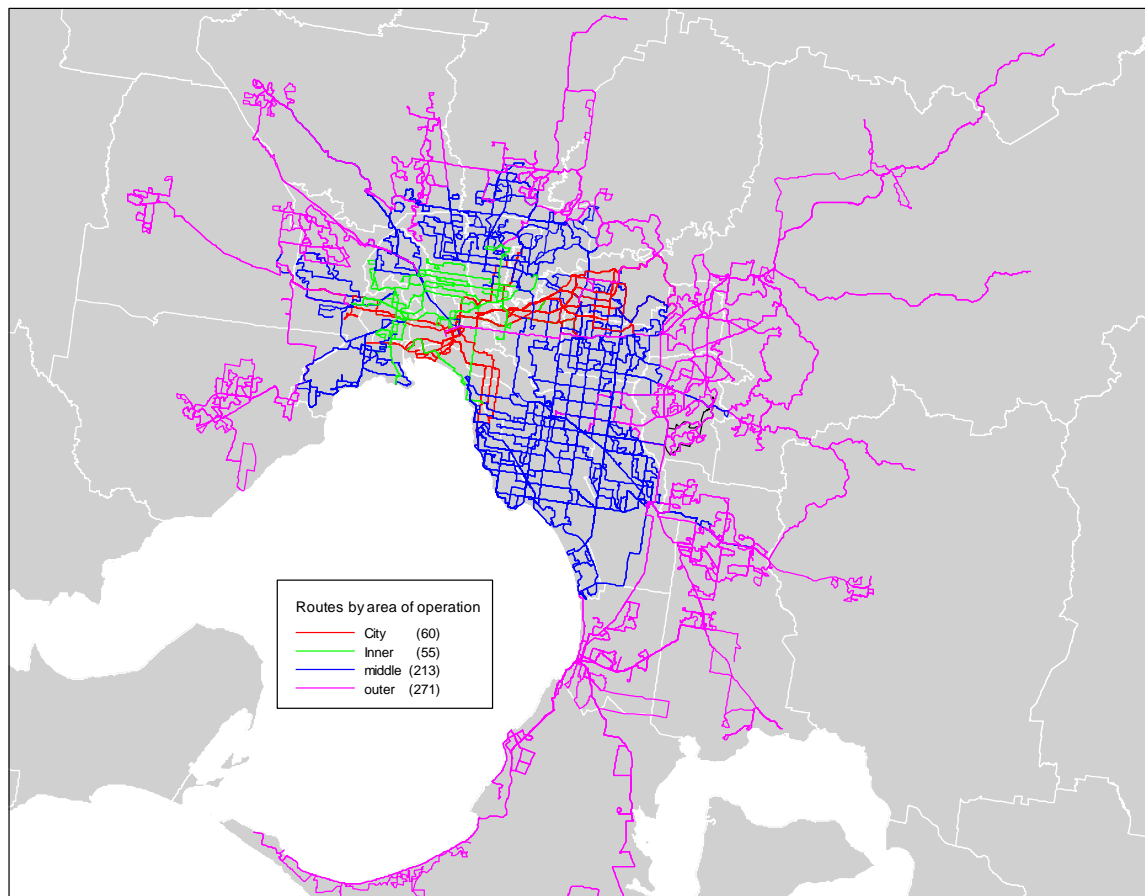 Routes by area of operation
City (60)
Inner (55)
middle (213)
outer (271)